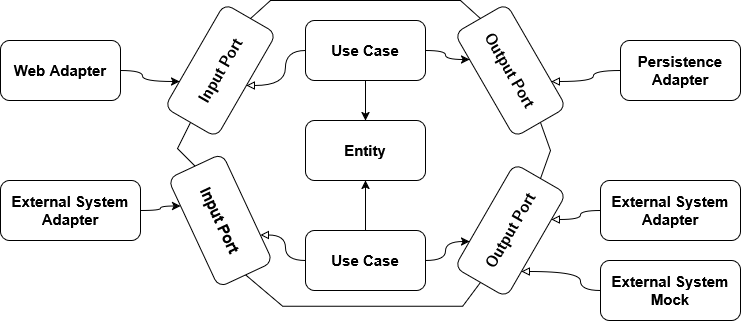 Web Adapter
Input Port
Use Case
Output Port
Persistence
Adapter
Entity
External System
Adapter
Input Port
Use Case
Output Port
External System
Adapter
External System
Mock